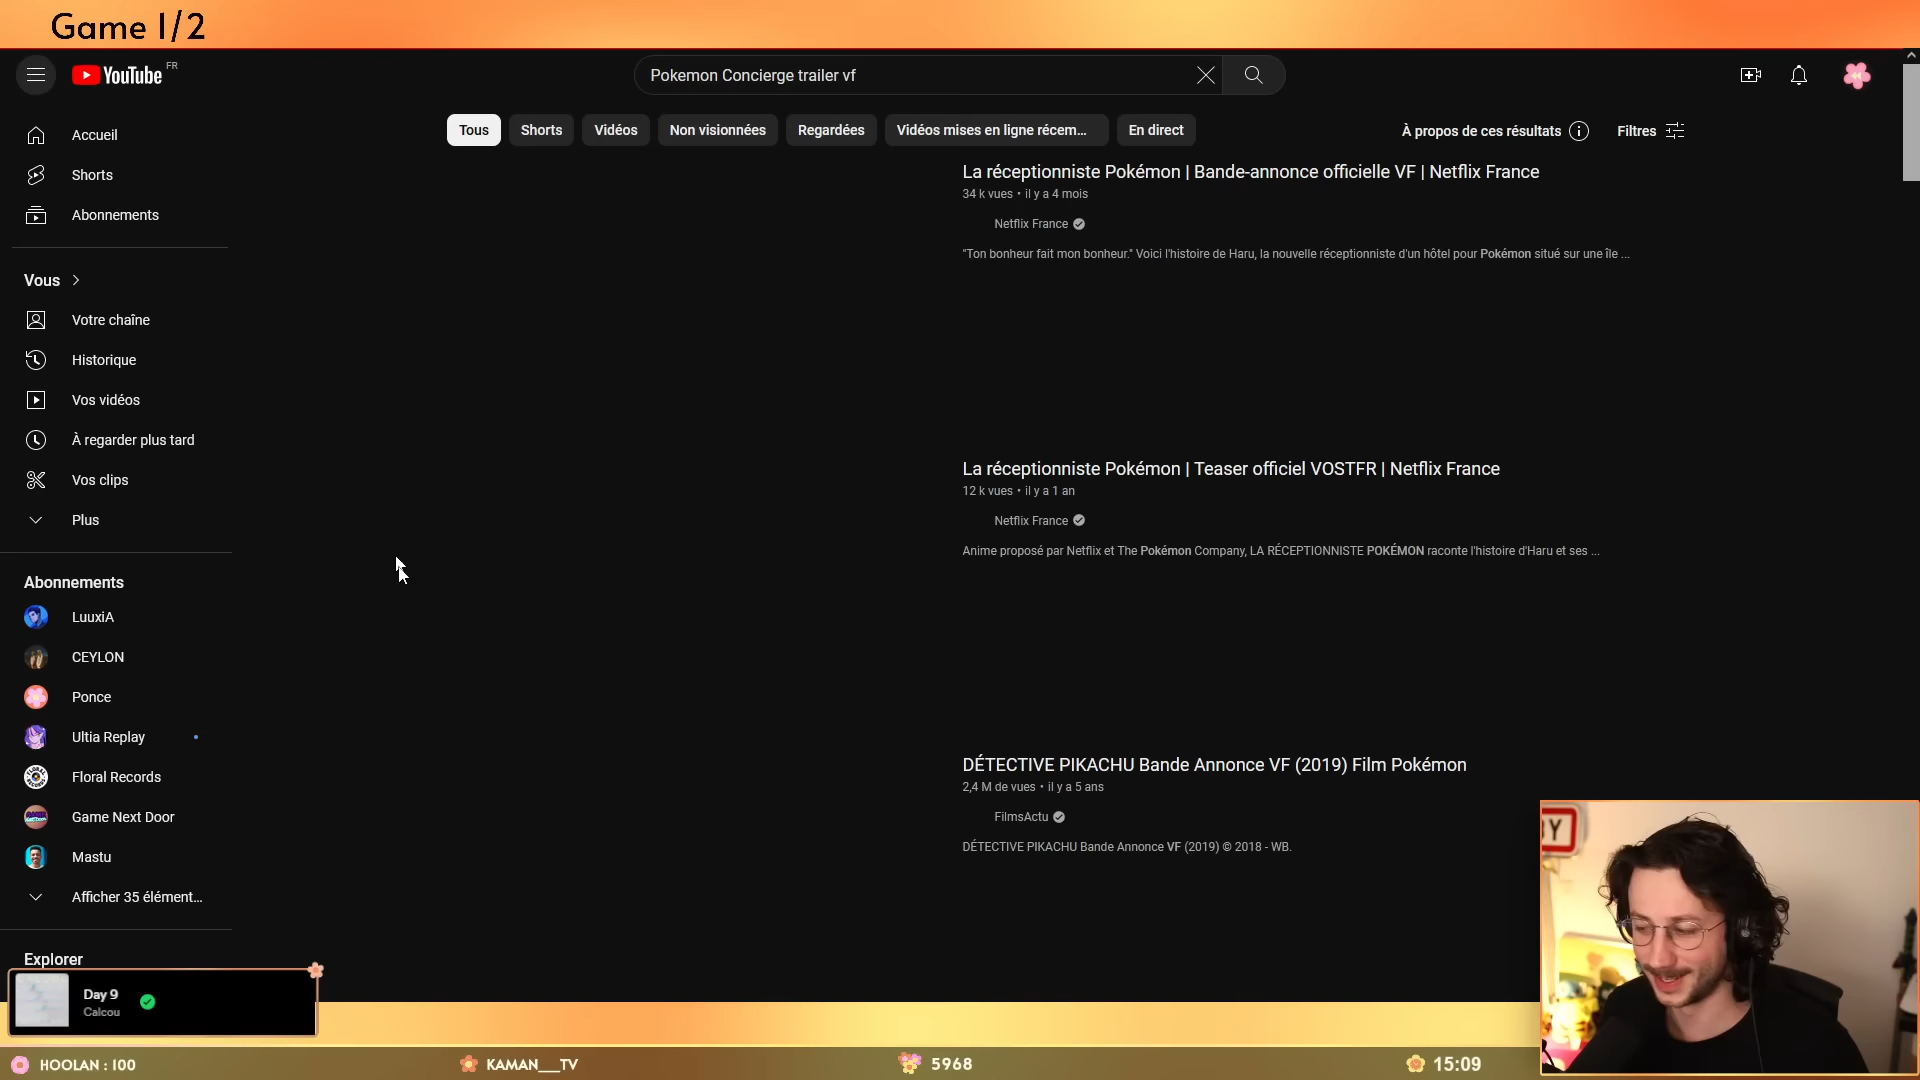 Game 1/2
YouTube FR
Pokemon Concierge trailer vf
Tous
Shorts
Vidéos
Non visionnées
Regardées
Vidéos mises en ligne récem...
En direct
À propos de ces résultats
Filtres
Accueil
Shorts
Abonnements
Vous
Votre chaîne
Historique
Vos vidéos
À regarder plus tard
Vos clips
Plus
Abonnements
LuuxiA
CEYLON
Ponce
Ultia Replay
Floral Records
Game Next Door
Mastu
Afficher 35 élément...
Explorer
La réceptionniste Pokémon | Bande-annonce officielle VF | Netflix France
34 k vues • il y a 4 mois
Netflix France
"Ton bonheur fait mon bonheur." Voici l'histoire de Haru, la nouvelle réceptionniste d'un hôtel pour Pokémon situé sur une île ...
La réceptionniste Pokémon | Teaser officiel VOSTFR | Netflix France
12 k vues • il y a 1 an
Netflix France
Anime proposé par Netflix et The Pokémon Company, LA RÉCEPTIONNISTE POKÉMON raconte l'histoire d'Haru et ses ...
DÉTECTIVE PIKACHU Bande Annonce VF (2019) Film Pokémon
2,4 M de vues • il y a 5 ans
FilmsActu
DÉTECTIVE PIKACHU Bande Annonce VF (2019) © 2018 - WB.
Day 9
Calcou
HOOLAN : 100
KAMAN___TV
5968
15:09